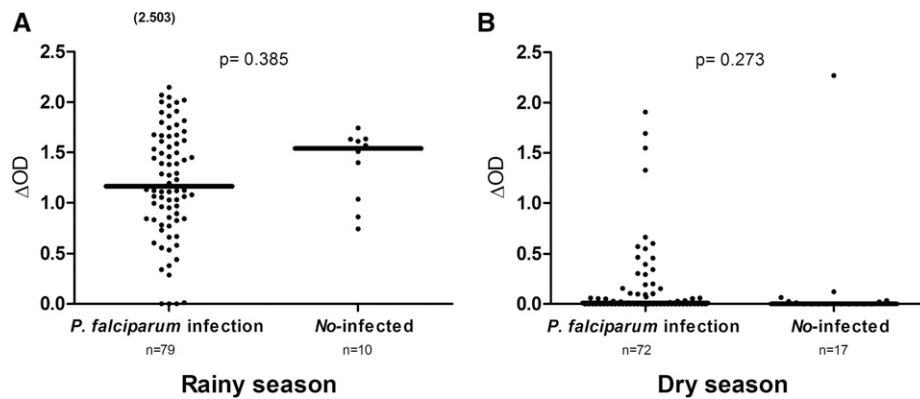 A
(2.503)
p= 0.385
2.5
2.0
1.5
1.0
0.5
0.0
ΔOD
P. falciparum infection
No-infected
n=79
n=10
Rainy season
B
p= 0.273
2.5
2.0
1.5
1.0
0.5
0.0
ΔOD
P. falciparum infection
No-infected
n=72
n=17
Dry season